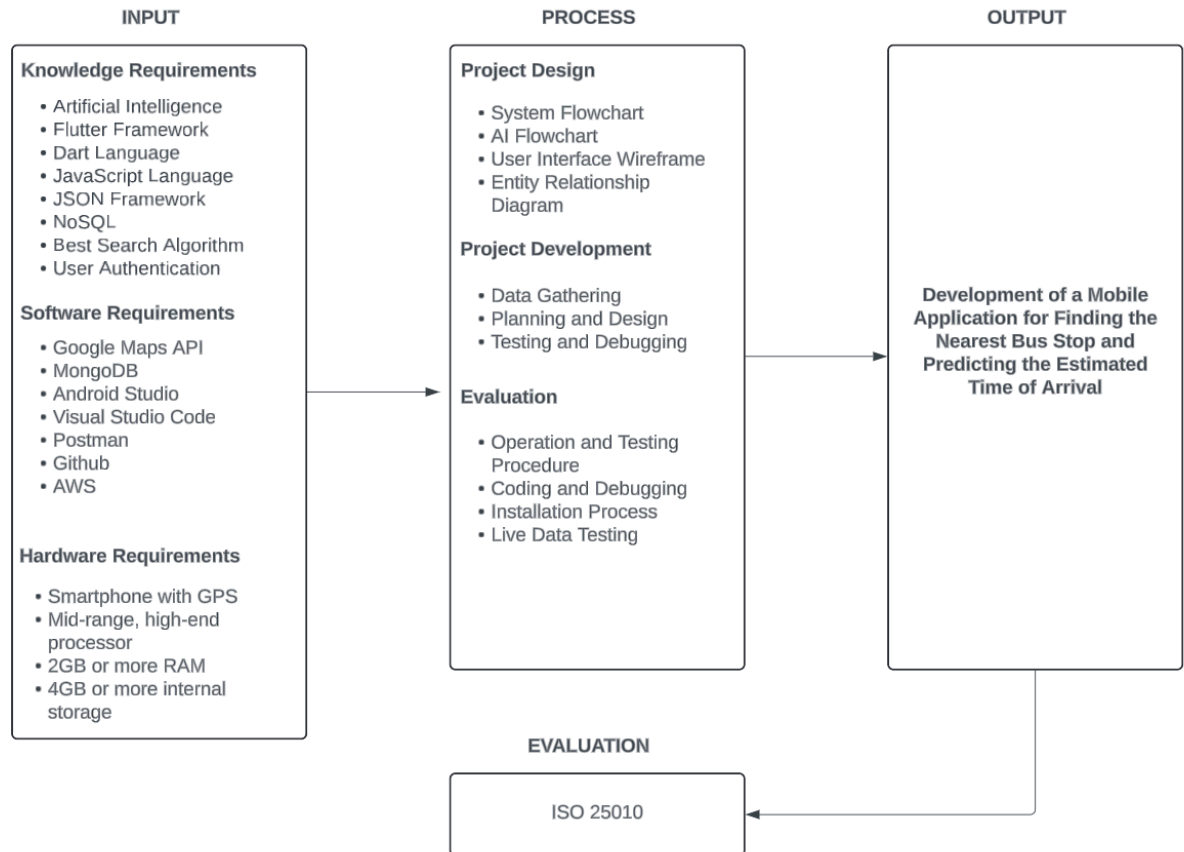 INPUT
Knowledge Requirements
• Artificial Intelligence
• Flutter Framework
• Dart Language
• JavaScript Language
• JSON Framework
• NoSQL
• Best Search Algorithm
• User Authentication
Software Requirements
• Google Maps API
• MongoDB
• Android Studio
• Visual Studio Code
• Postman
• Github
• AWS
Hardware Requirements
• Smartphone with GPS
• Mid-range, high-end
processor
• 2GB or more RAM
• 4GB or more internal
storage
PROCESS
Project Design
• System Flowchart
• AI Flowchart
• User Interface Wireframe
• Entity Relationship
Diagram
Project Development
• Data Gathering
• Planning and Design
• Testing and Debugging
Evaluation
• Operation and Testing
Procedure
• Coding and Debugging
• Installation Process
• Live Data Testing
OUTPUT
Development of a Mobile
Application for Finding the
Nearest Bus Stop and
Predicting the Estimated
Time of Arrival
EVALUATION
ISO 25010